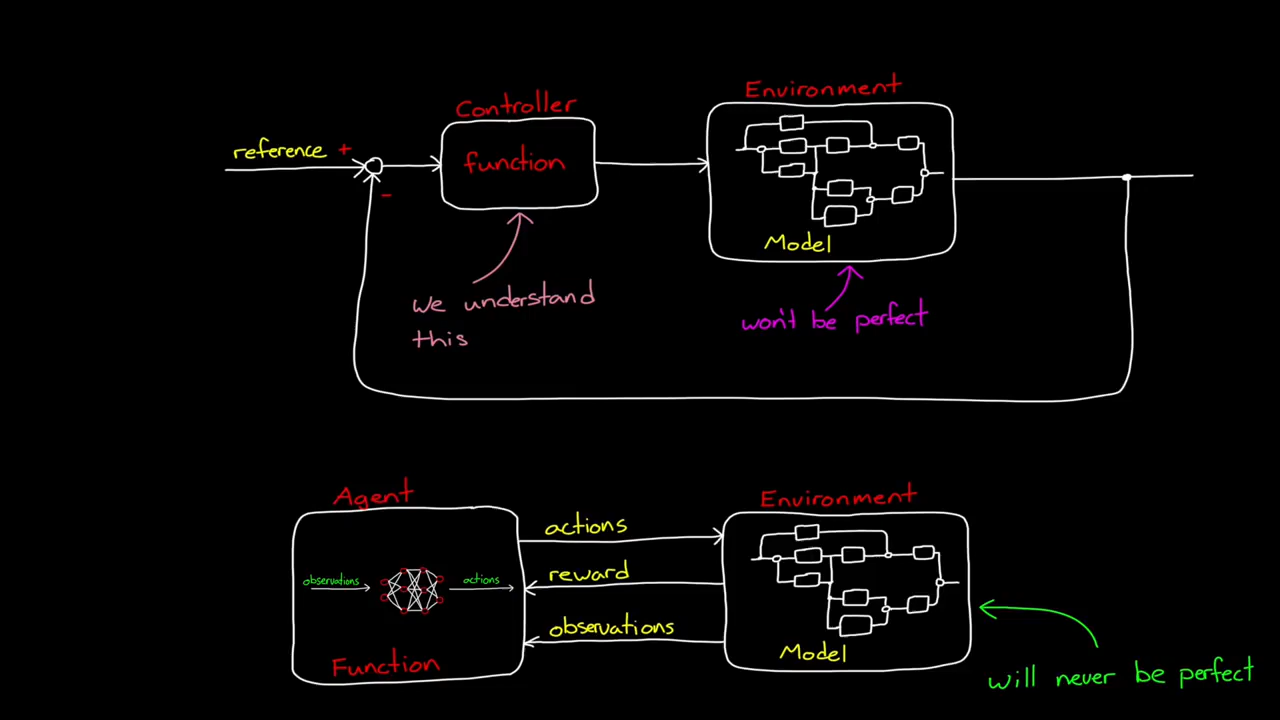 Environment
Controller
reference +
function
-
Model
we understand
this
won't be perfect
Agent
Environment
actions
reward
observations
actions
observations
Model
Function
will never be perfect